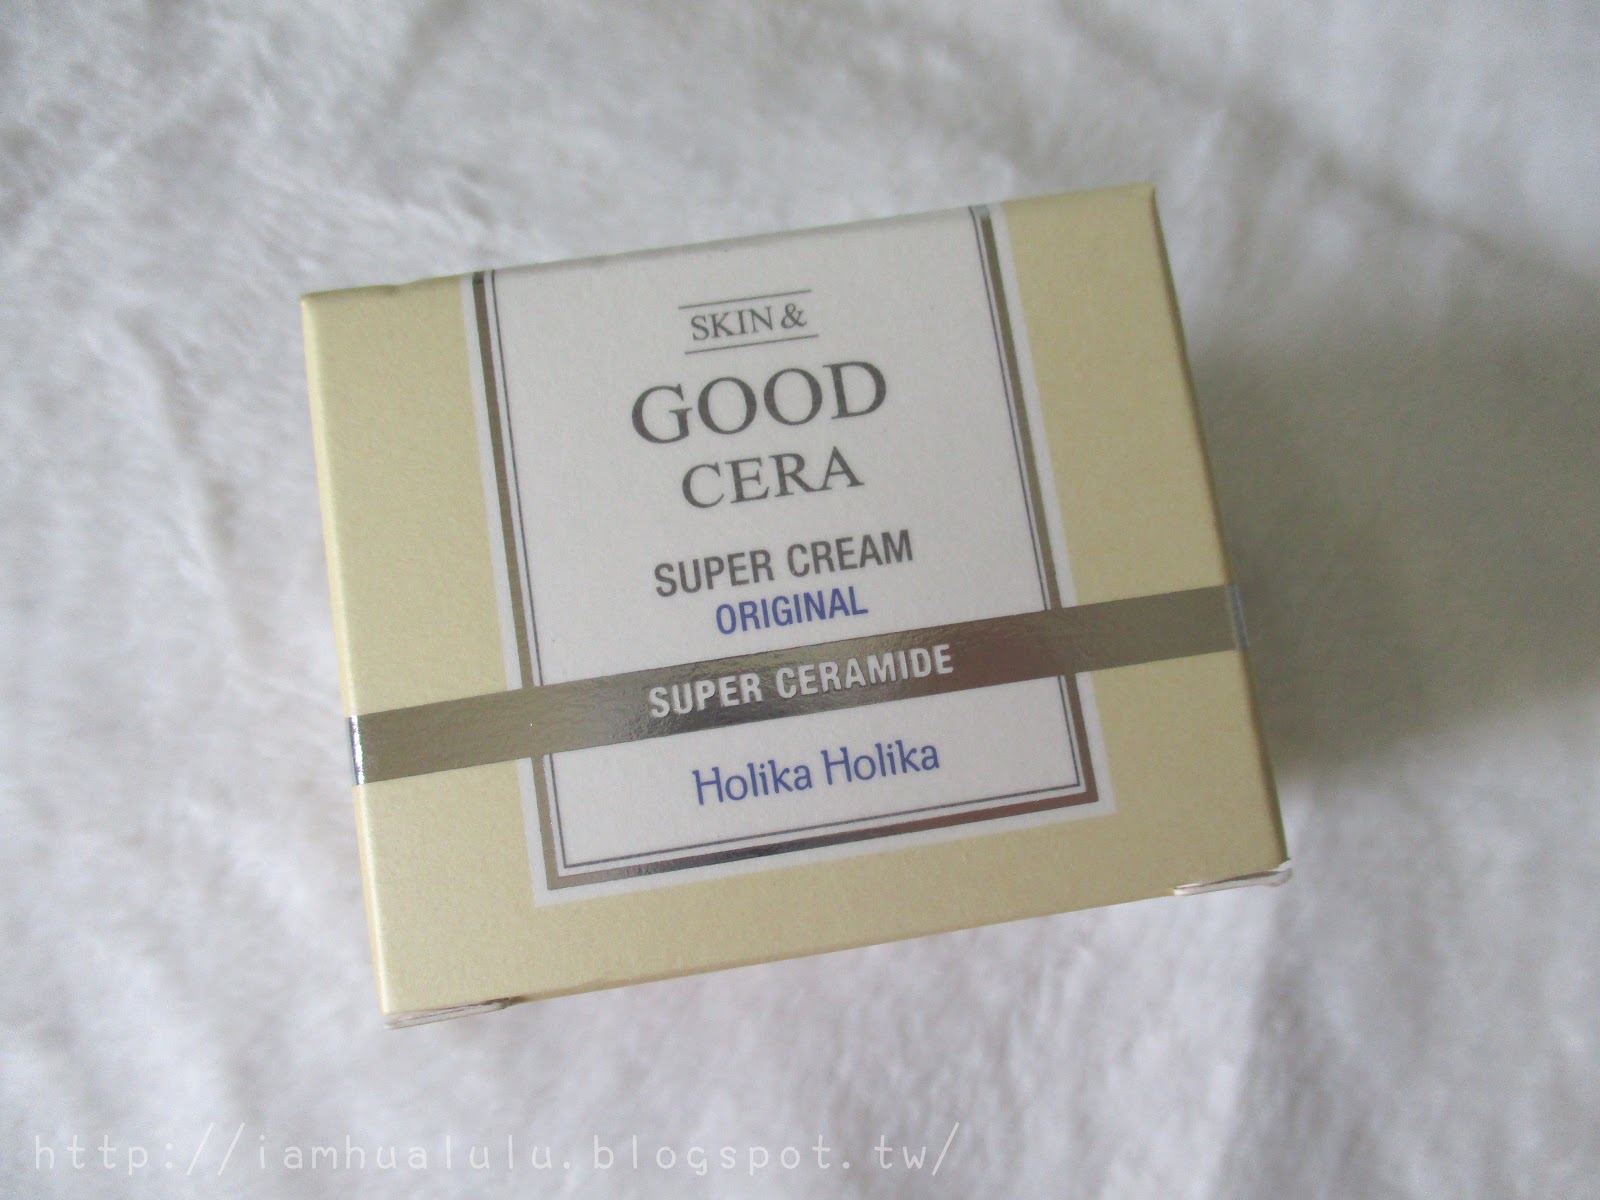 SKIN &
GOOD
CERA
SUPER CREAM
ORIGINAL
SUPER CERAMIDE
Holika Holika
http://iamhualulu.blogspot.tw/